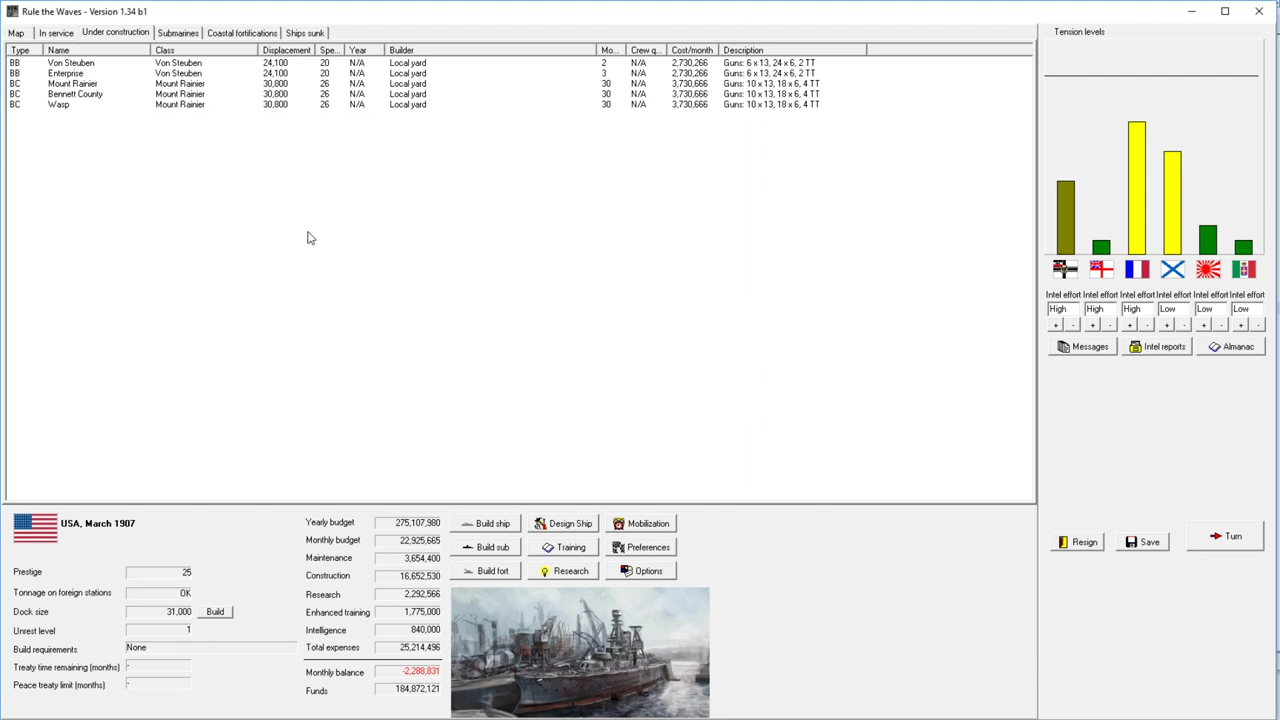 Rule the Waves - Version 1.34 b1
Map In service Under construction Submarines Coastal fortifications Ships sunk
Type Name Class Displacement Spe... Year Builder Mo... Crew q... Cost/month Description
BB Von Steuben Von Steuben 24,100 20 N/A Local yard 2 N/A 2,730,266 Guns: 6 x 13, 24 x 6, 2 TT
BB Enterprise Von Steuben 24,100 20 N/A Local yard 3 N/A 2,730,266 Guns: 6 x 13, 24 x 6, 2 TT
BC Mount Rainier Mount Rainier 30,800 26 N/A Local yard 30 N/A 3,730,666 Guns: 10 x 13, 18 x 6, 4 TT
BC Bennett County Mount Rainier 30,800 26 N/A Local yard 30 N/A 3,730,666 Guns: 10 x 13, 18 x 6, 4 TT
BC Wasp Mount Rainier 30,800 26 N/A Local yard 30 N/A 3,730,666 Guns: 10 x 13, 18 x 6, 4 TT
Tension levels
Intel effort Intel effort Intel effort Intel effort Intel effort Intel effort
High High High Low Low Low
+ - + - + - + - + - + -
Messages Intel reports Almanac
Resign Save Turn
USA, March 1907
Prestige 25
Tonnage on foreign stations OK
Dock size 31,000 Build
Unrest level 1
Build requirements None
Treaty time remaining (months) -
Peace treaty limit (months) -
Yearly budget 275,107,980
Monthly budget 22,925,665
Maintenance 3,654,400
Construction 16,652,530
Research 2,292,566
Enhanced training 1,775,000
Intelligence 840,000
Total expenses 25,214,496
Monthly balance -2,288,831
Funds 184,872,121
Build ship Design Ship Mobilization
Build sub Training Preferences
Build fort Research Options